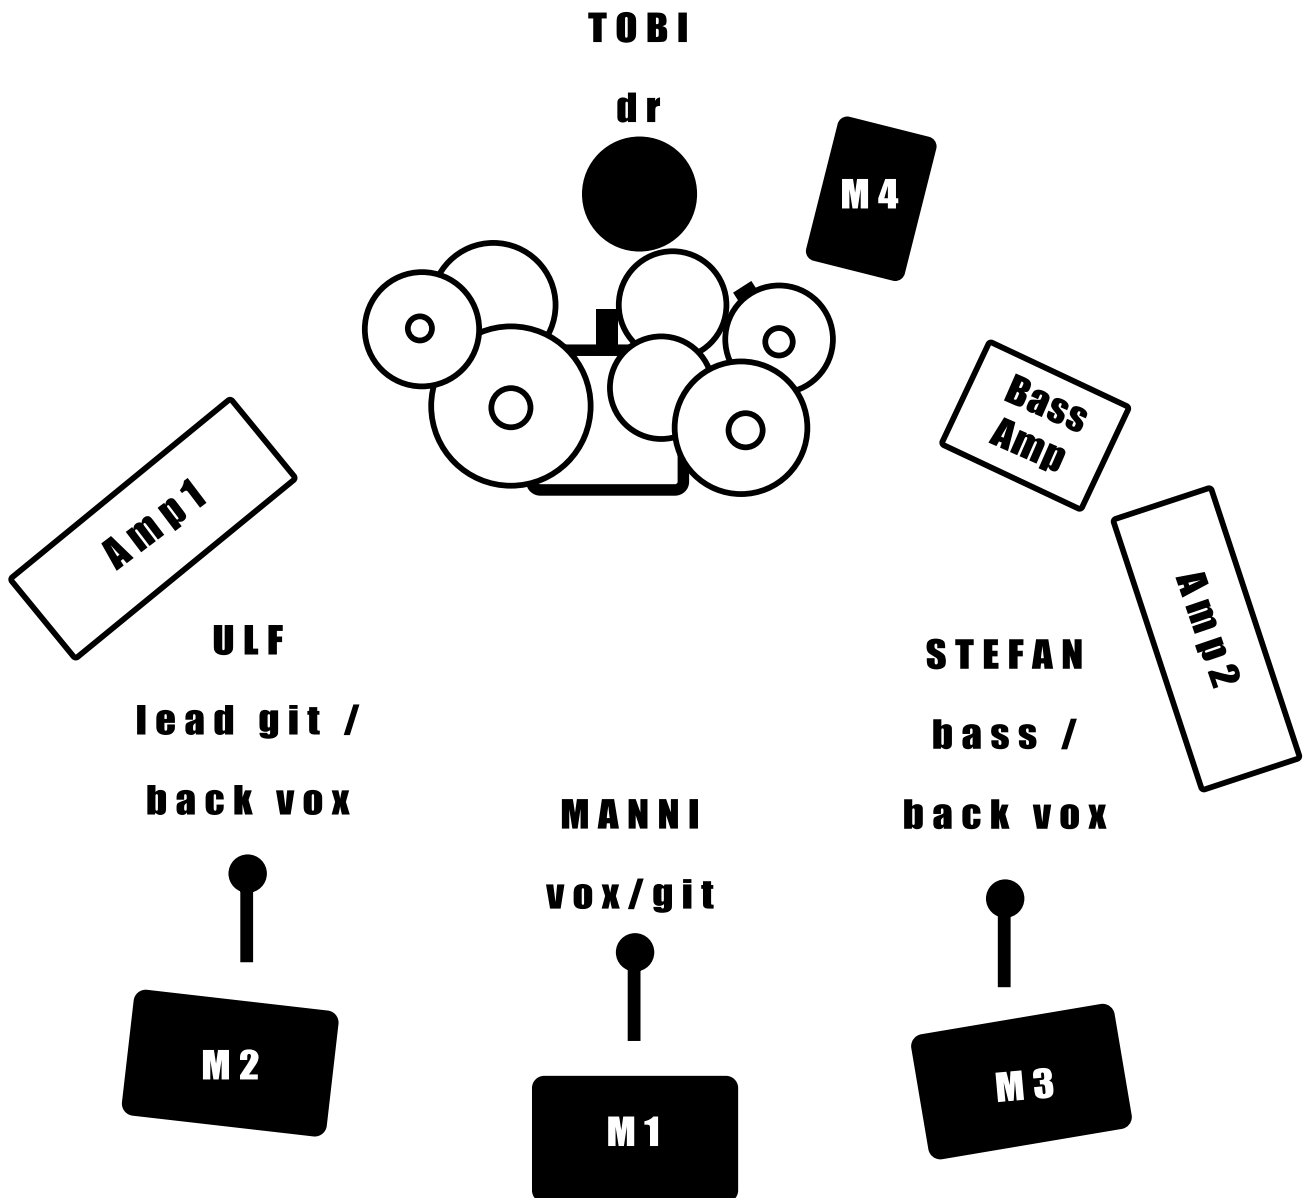 TOBI
dr
M4
Bass
Amp
Amp1
Amp2
ULF
lead git /
back vox
STEFAN
bass /
back vox
MANNI
vox/git
M2
M1
M3